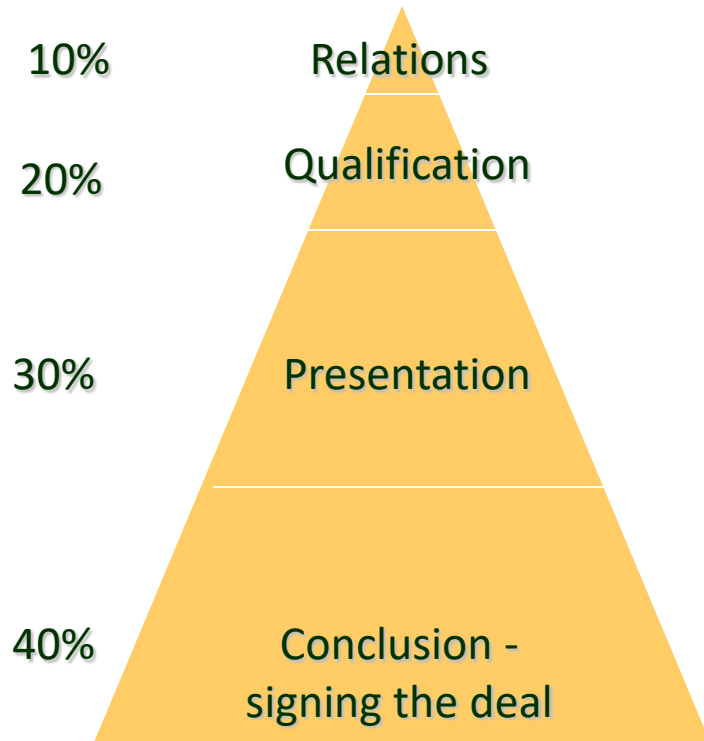 10%
Relations
20%
Qualification
30%
Presentation
40%
Conclusion -
signing the deal